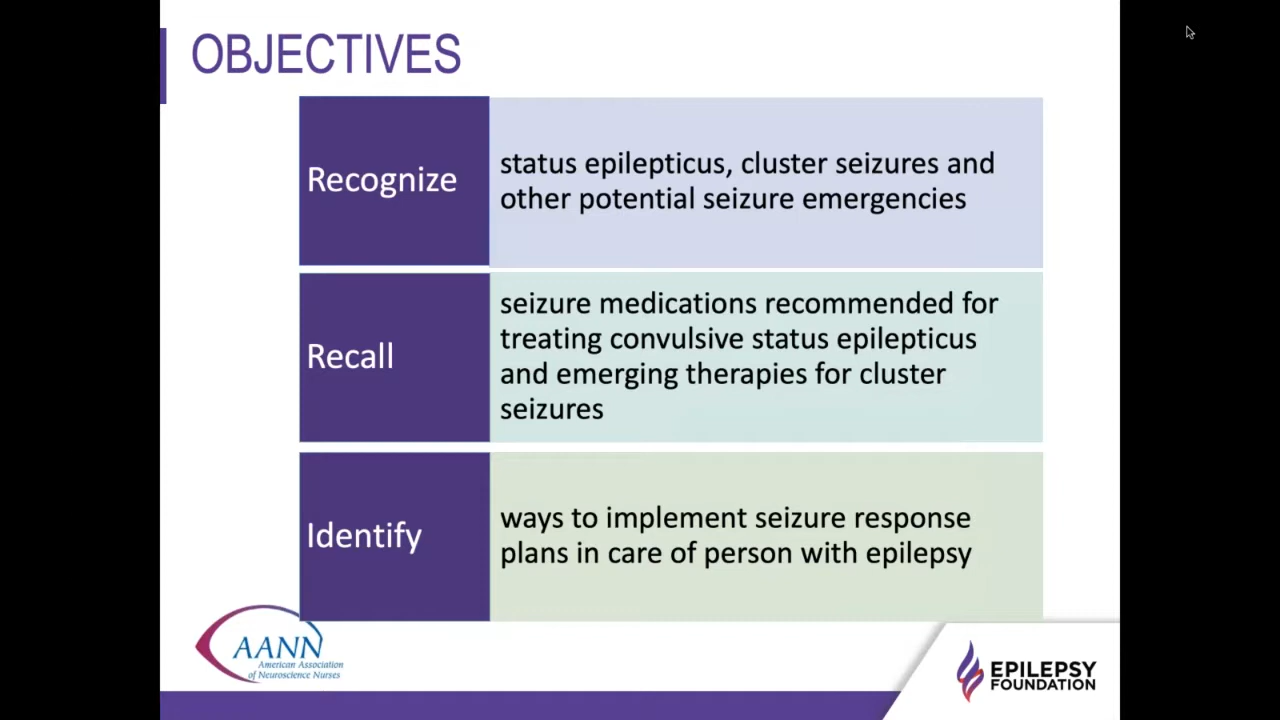 OBJECTIVES
Recognize
status epilepticus, cluster seizures and
other potential seizure emergencies
Recall
seizure medications recommended for
treating convulsive status epilepticus
and emerging therapies for cluster
seizures
Identify
ways to implement seizure response
plans in care of person with epilepsy
AANN
American Association
of Neuroscience Nurses
EPILEPSY
FOUNDATION